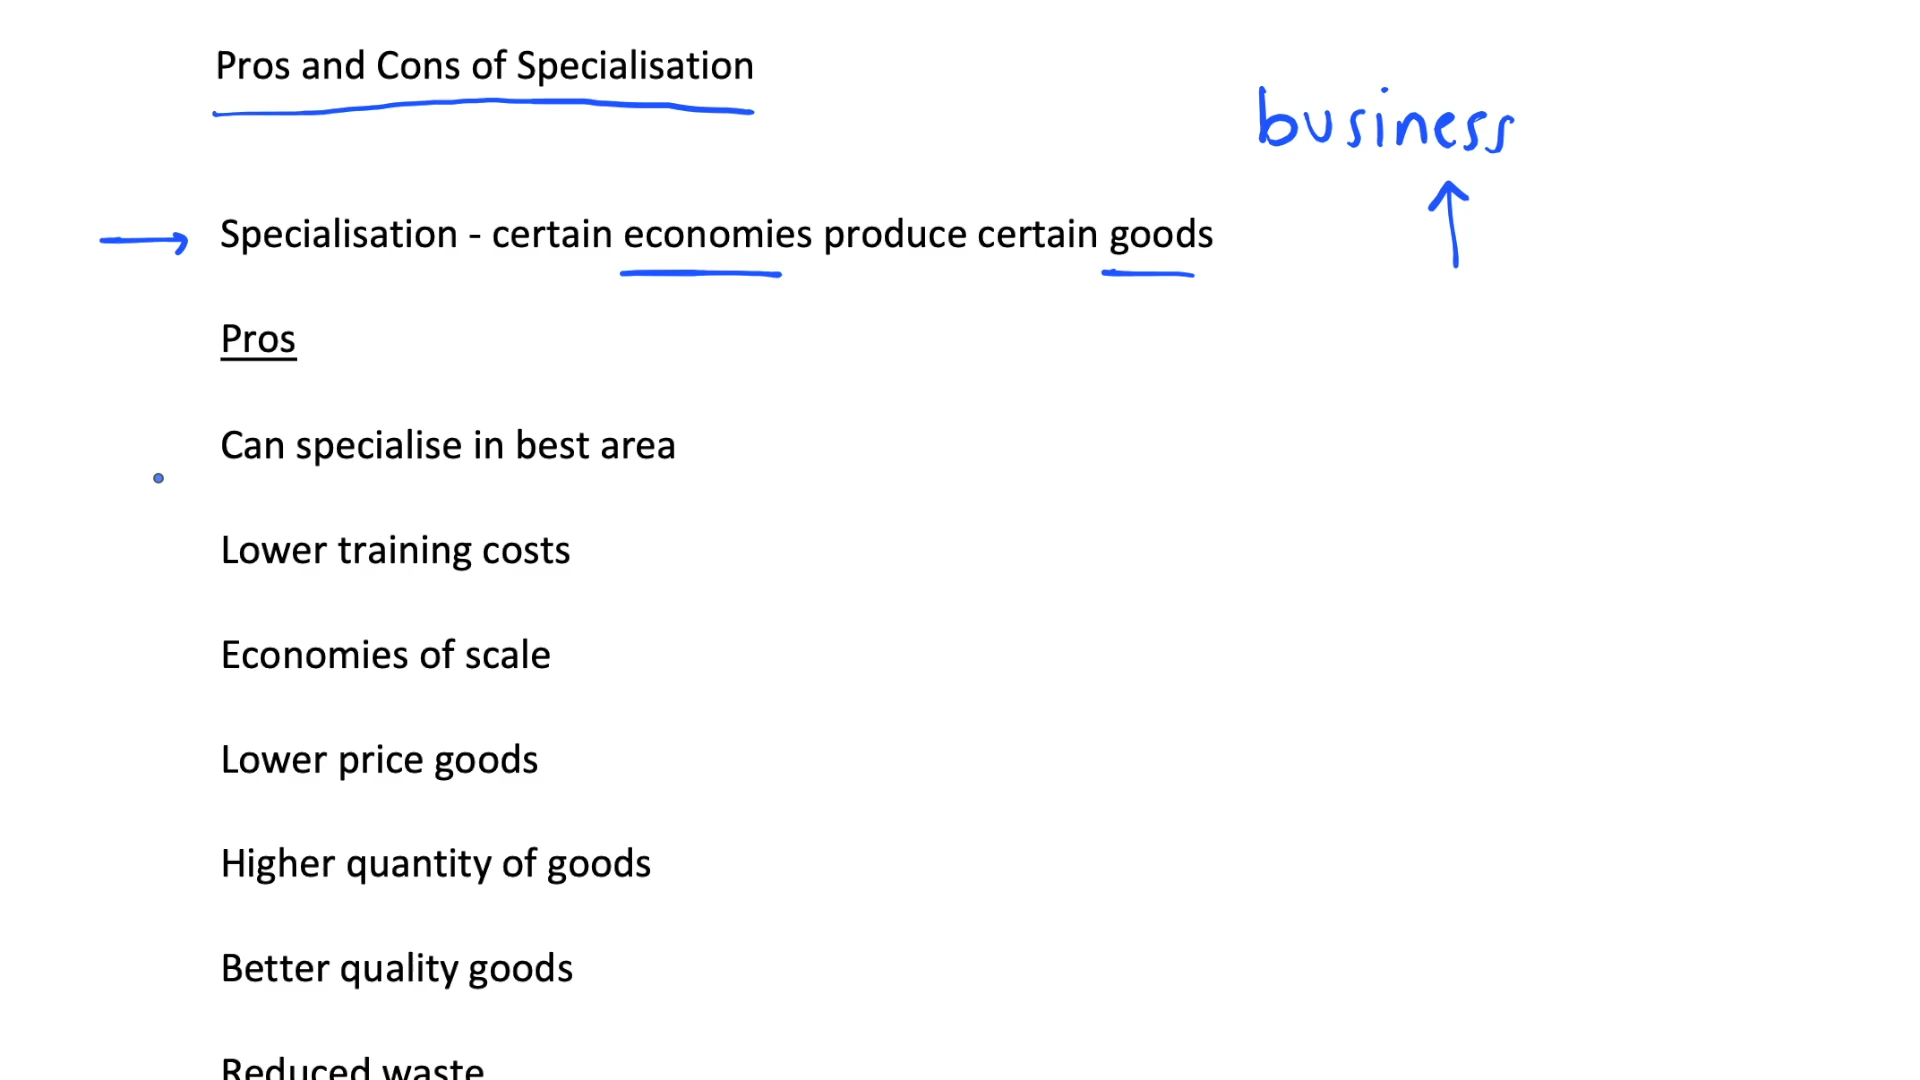 Pros and Cons of Specialisation
business
Specialisation - certain economies produce certain goods
Pros
Can specialise in best area
Lower training costs
Economies of scale
Lower price goods
Higher quantity of goods
Better quality goods
Reduced waste